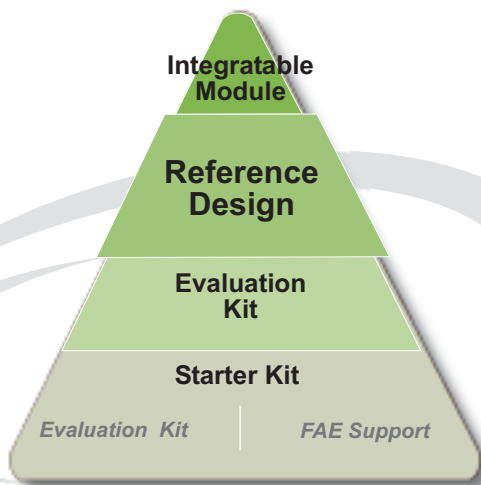 Integratable
Module
Reference
Design
Evaluation
Kit
Starter Kit
Evaluation Kit
FAE Support